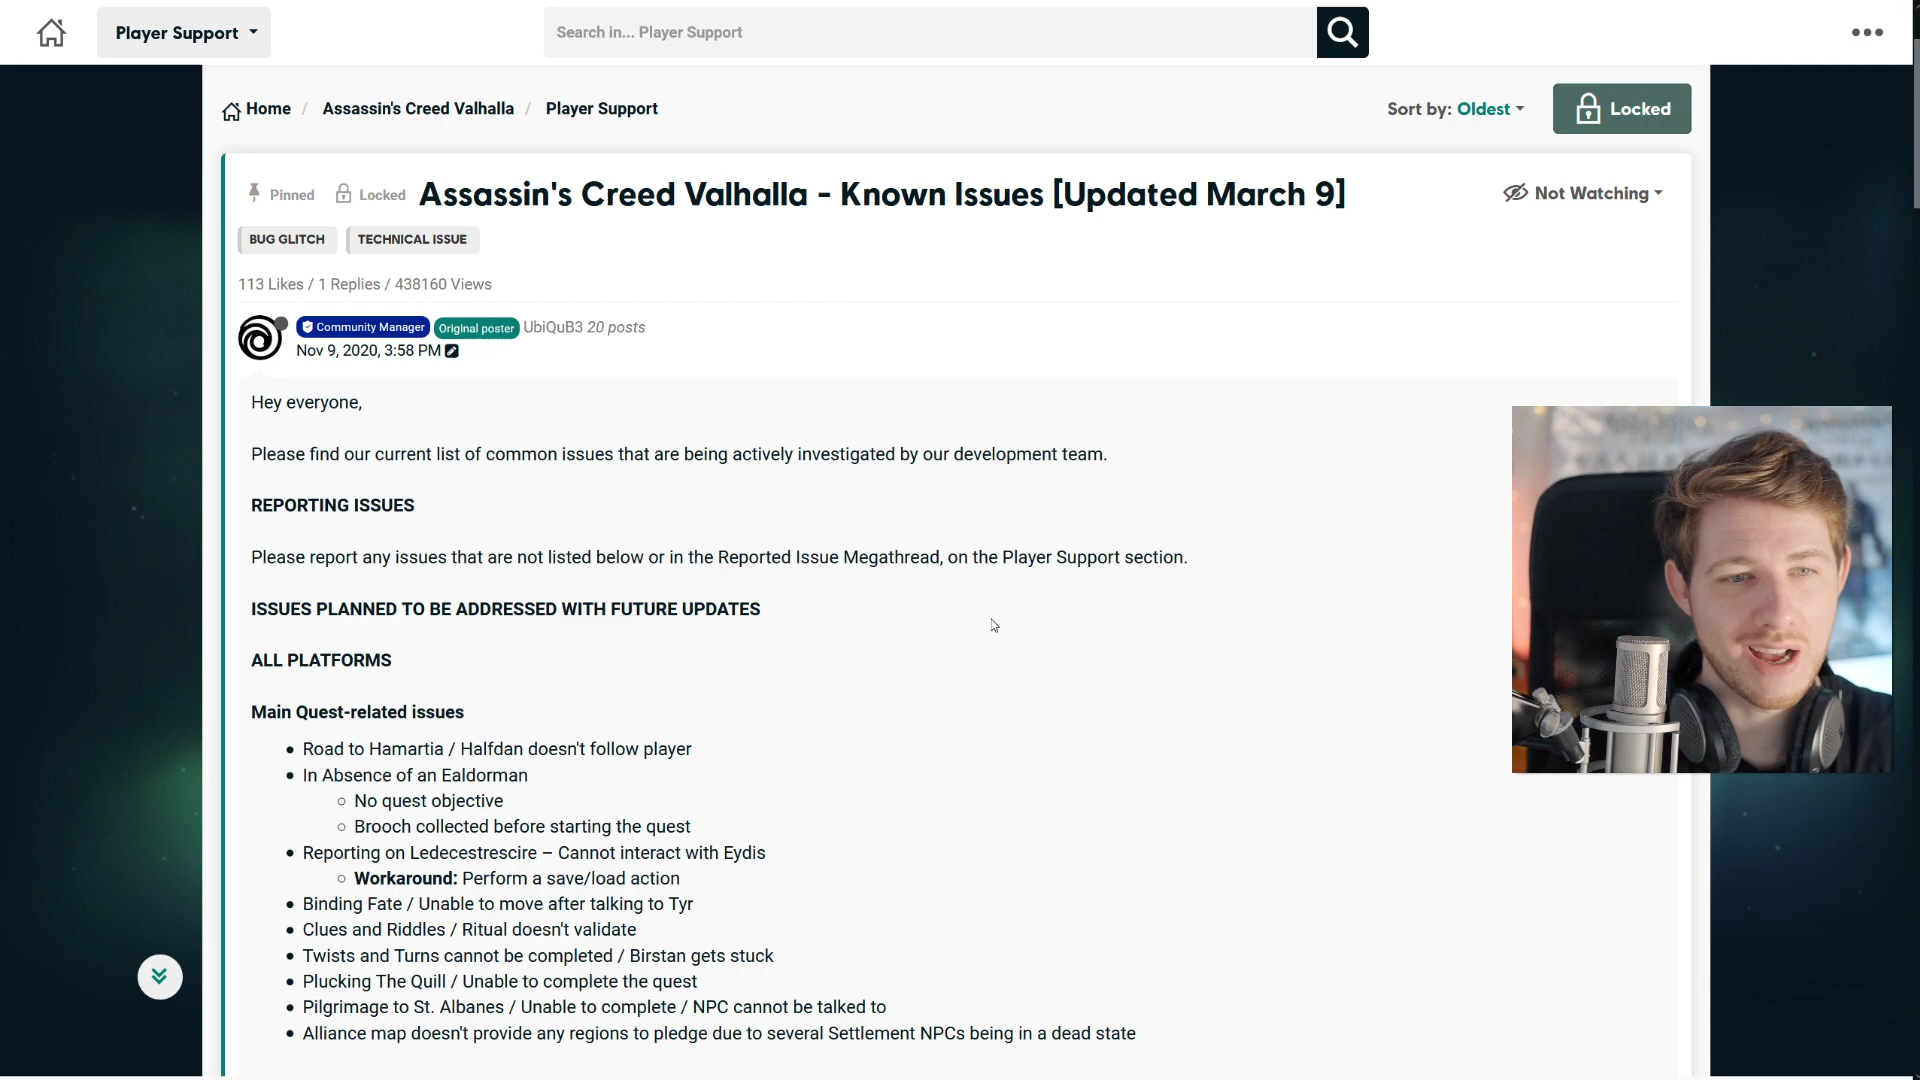 Player Support
Search in... Player Support
Home / Assassin's Creed Valhalla / Player Support
Sort by: Oldest
Locked
Pinned Locked Assassin's Creed Valhalla - Known Issues [Updated March 9]
Not Watching
BUG GLITCH TECHNICAL ISSUE
113 Likes / 1 Replies / 438160 Views
Community Manager Original poster UbiQuB3 20 posts
Nov 9, 2020, 3:58 PM
Hey everyone,
Please find our current list of common issues that are being actively investigated by our development team.
REPORTING ISSUES
Please report any issues that are not listed below or in the Reported Issue Megathread, on the Player Support section.
ISSUES PLANNED TO BE ADDRESSED WITH FUTURE UPDATES
ALL PLATFORMS
Main Quest-related issues
• Road to Hamartia / Halfdan doesn't follow player
• In Absence of an Ealdorman
○ No quest objective
○ Brooch collected before starting the quest
• Reporting on Ledecestrescire – Cannot interact with Eydis
○ Workaround: Perform a save/load action
• Binding Fate / Unable to move after talking to Tyr
• Clues and Riddles / Ritual doesn't validate
• Twists and Turns cannot be completed / Birstan gets stuck
• Plucking The Quill / Unable to complete the quest
• Pilgrimage to St. Albanes / Unable to complete / NPC cannot be talked to
• Alliance map doesn't provide any regions to pledge due to several Settlement NPCs being in a dead state